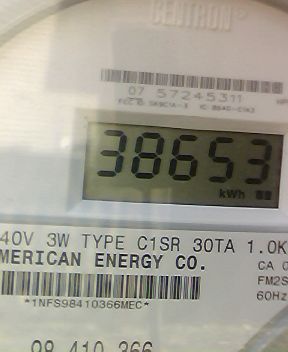 CENTRON®
07 57245311
38653
kWh
40V 3W TYPE C1SR 30TA 1.0K
MERICAN ENERGY CO.
CA 0
FM2S
60Hz
*1NFS98410366MEC*
98 410 366